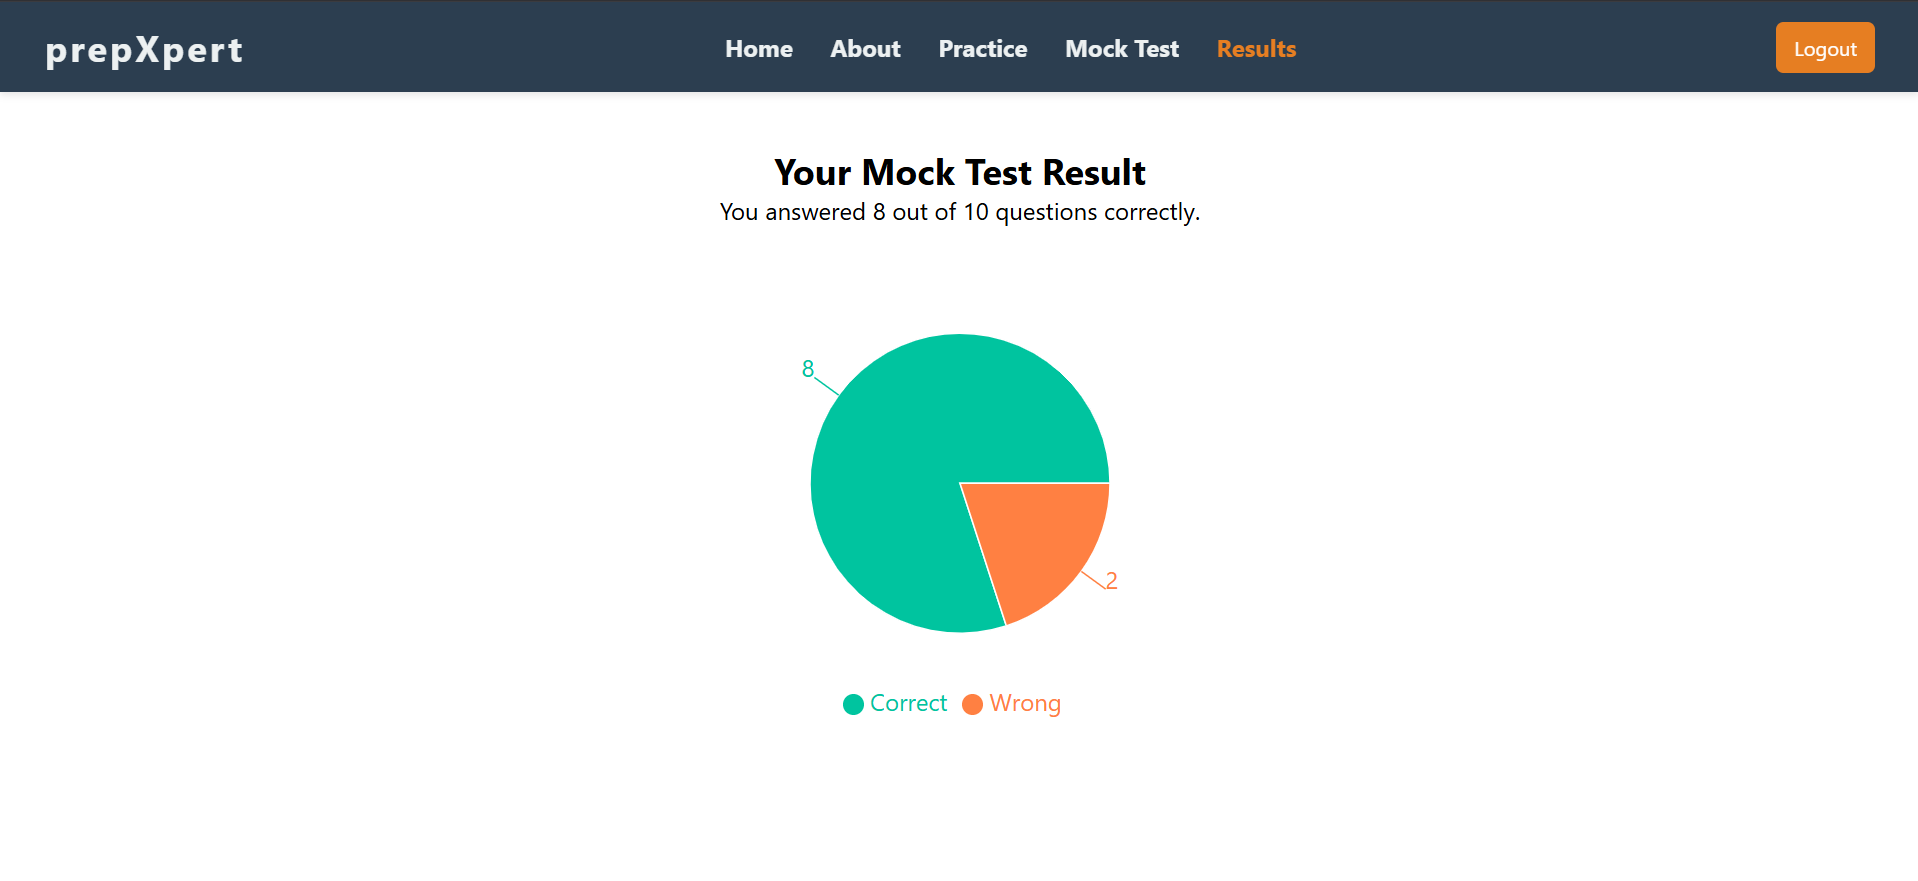 prepXpert
Home About Practice Mock Test Results
Logout
Your Mock Test Result
You answered 8 out of 10 questions correctly.
8
2
Correct Wrong